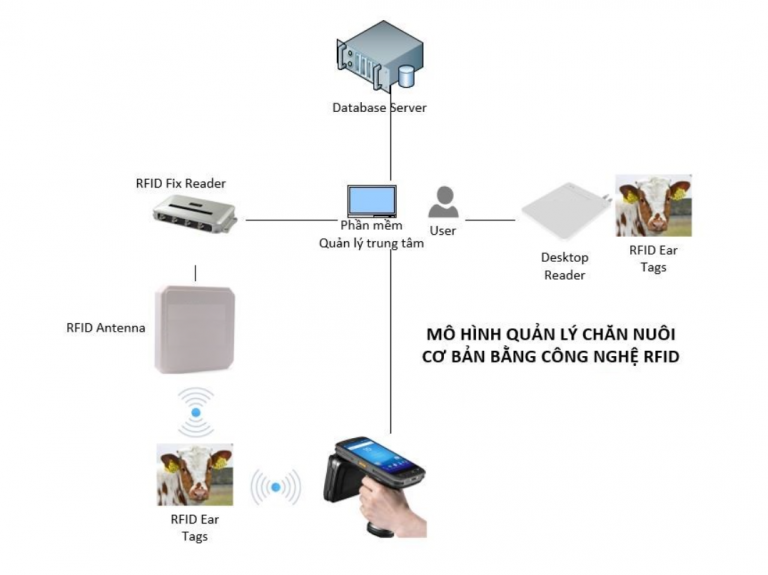 Database Server
RFID Fix Reader
Phần mềm
Quản lý trung tâm
User
Desktop
Reader
RFID Ear
Tags
RFID Antenna
MÔ HÌNH QUẢN LÝ CHĂN NUÔI
CƠ BẢN BẰNG CÔNG NGHỆ RFID
RFID Ear
Tags